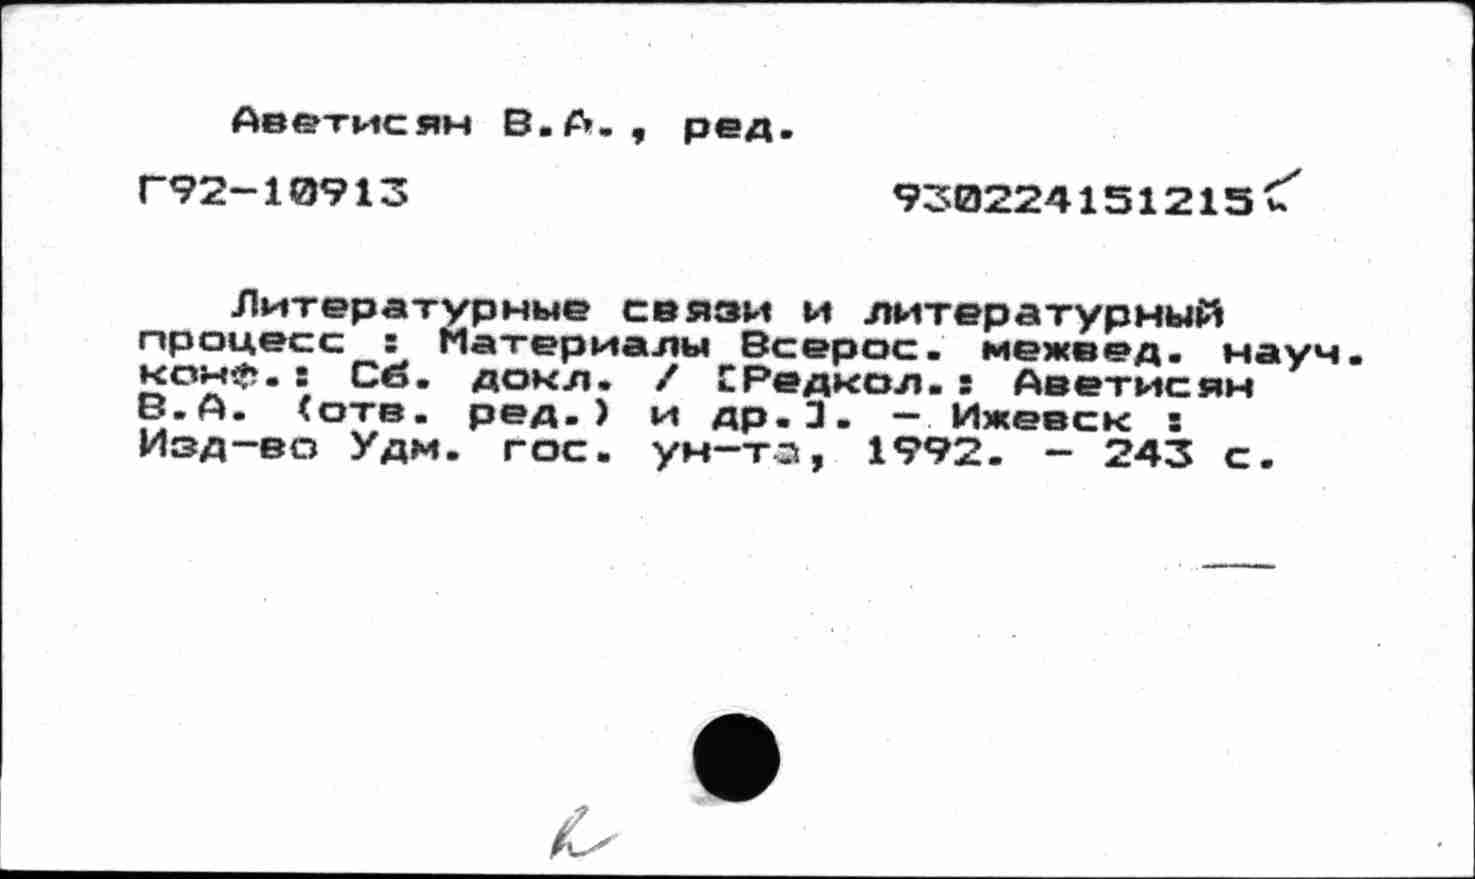 Аветисян В.А., ред.
Г92-10913
930224151215
Литературные связи и литературный
процесс : Материалы Всерос. межвед. науч.
конф.: Сб. докл. / [Редкол.: Аветисян
В.А. (отв. ред.) и др.]. - Ижевск :
Изд-во Удм. гос. ун-та, 1992. - 243 с.